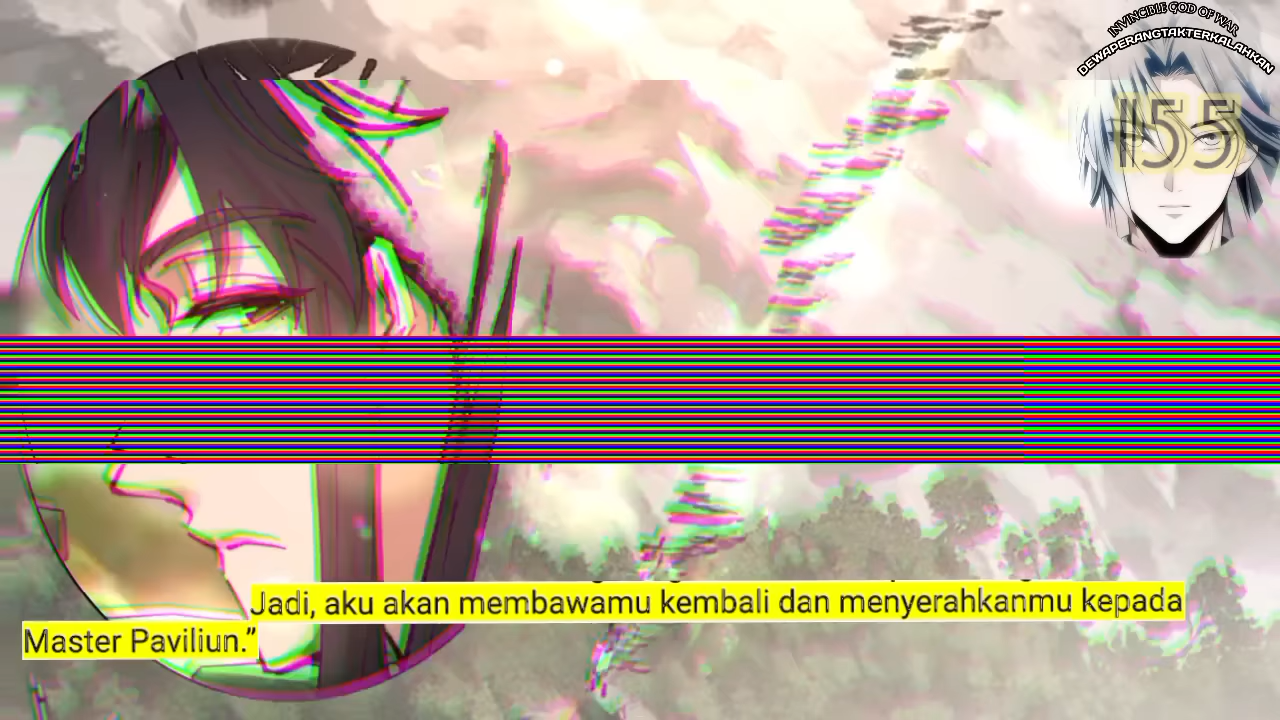 INVINCIBLE GOD OF WAR
DEWAPERANGTAKTERKALAHKAN
155
Jadi, aku akan membawamu kembali dan menyerahkanmu kepada
Master Paviliun.”